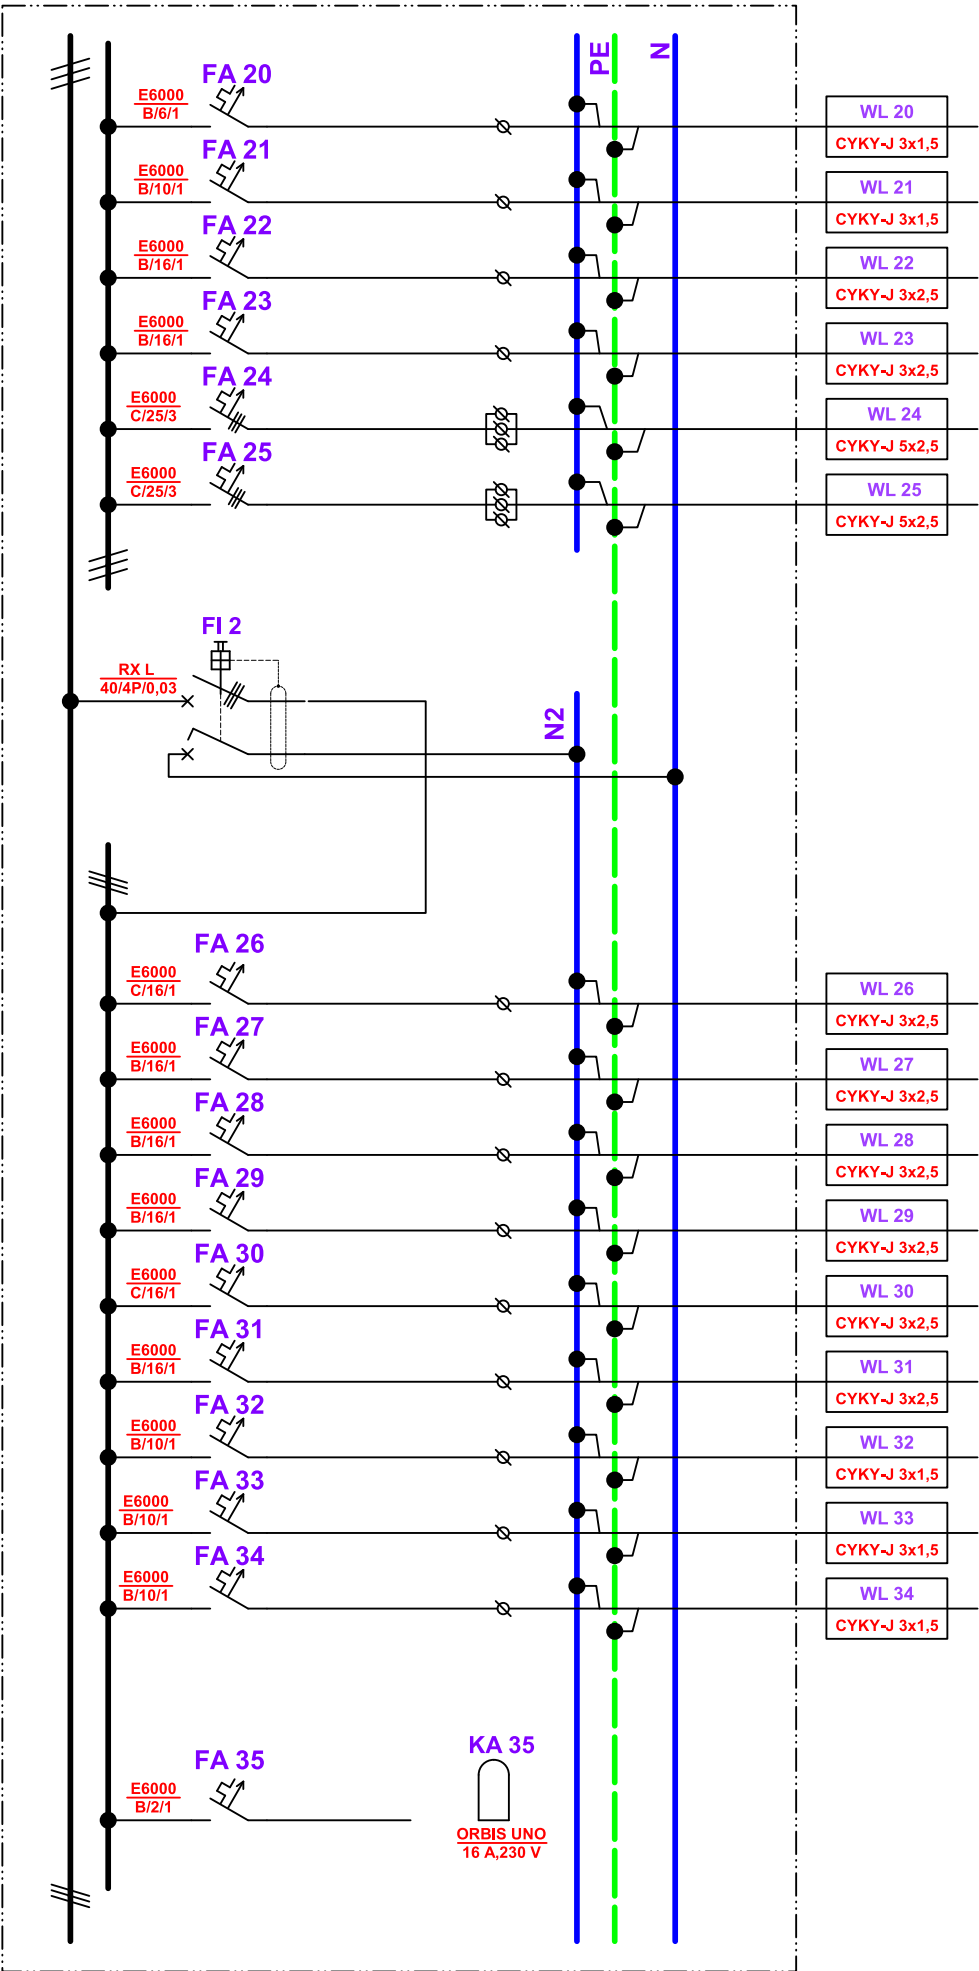 PE
N
FA 20
E6000
B/6/1
WL 20
CYKY-J 3x1,5
FA 21
E6000
B/10/1
WL 21
CYKY-J 3x1,5
FA 22
E6000
B/16/1
WL 22
CYKY-J 3x2,5
FA 23
E6000
B/16/1
WL 23
CYKY-J 3x2,5
FA 24
E6000
C/25/3
WL 24
CYKY-J 5x2,5
FA 25
E6000
C/25/3
WL 25
CYKY-J 5x2,5
FI 2
RX L
40/4P/0,03
N2
FA 26
E6000
C/16/1
WL 26
CYKY-J 3x2,5
FA 27
E6000
B/16/1
WL 27
CYKY-J 3x2,5
FA 28
E6000
B/16/1
WL 28
CYKY-J 3x2,5
FA 29
E6000
B/16/1
WL 29
CYKY-J 3x2,5
FA 30
E6000
C/16/1
WL 30
CYKY-J 3x2,5
FA 31
E6000
B/16/1
WL 31
CYKY-J 3x2,5
FA 32
E6000
B/10/1
WL 32
CYKY-J 3x1,5
FA 33
E6000
B/10/1
WL 33
CYKY-J 3x1,5
FA 34
E6000
B/10/1
WL 34
CYKY-J 3x1,5
FA 35
E6000
B/2/1
KA 35
ORBIS UNO
16 A,230 V